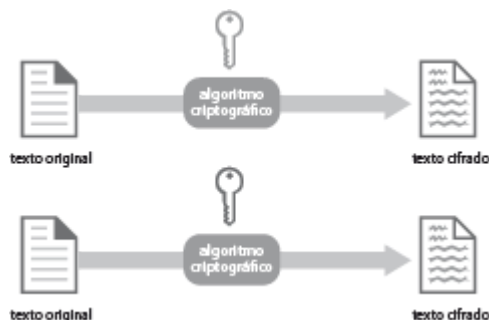 algoritmo
criptográfico
texto original
texto cifrado
algoritmo
criptográfico
texto original
texto cifrado